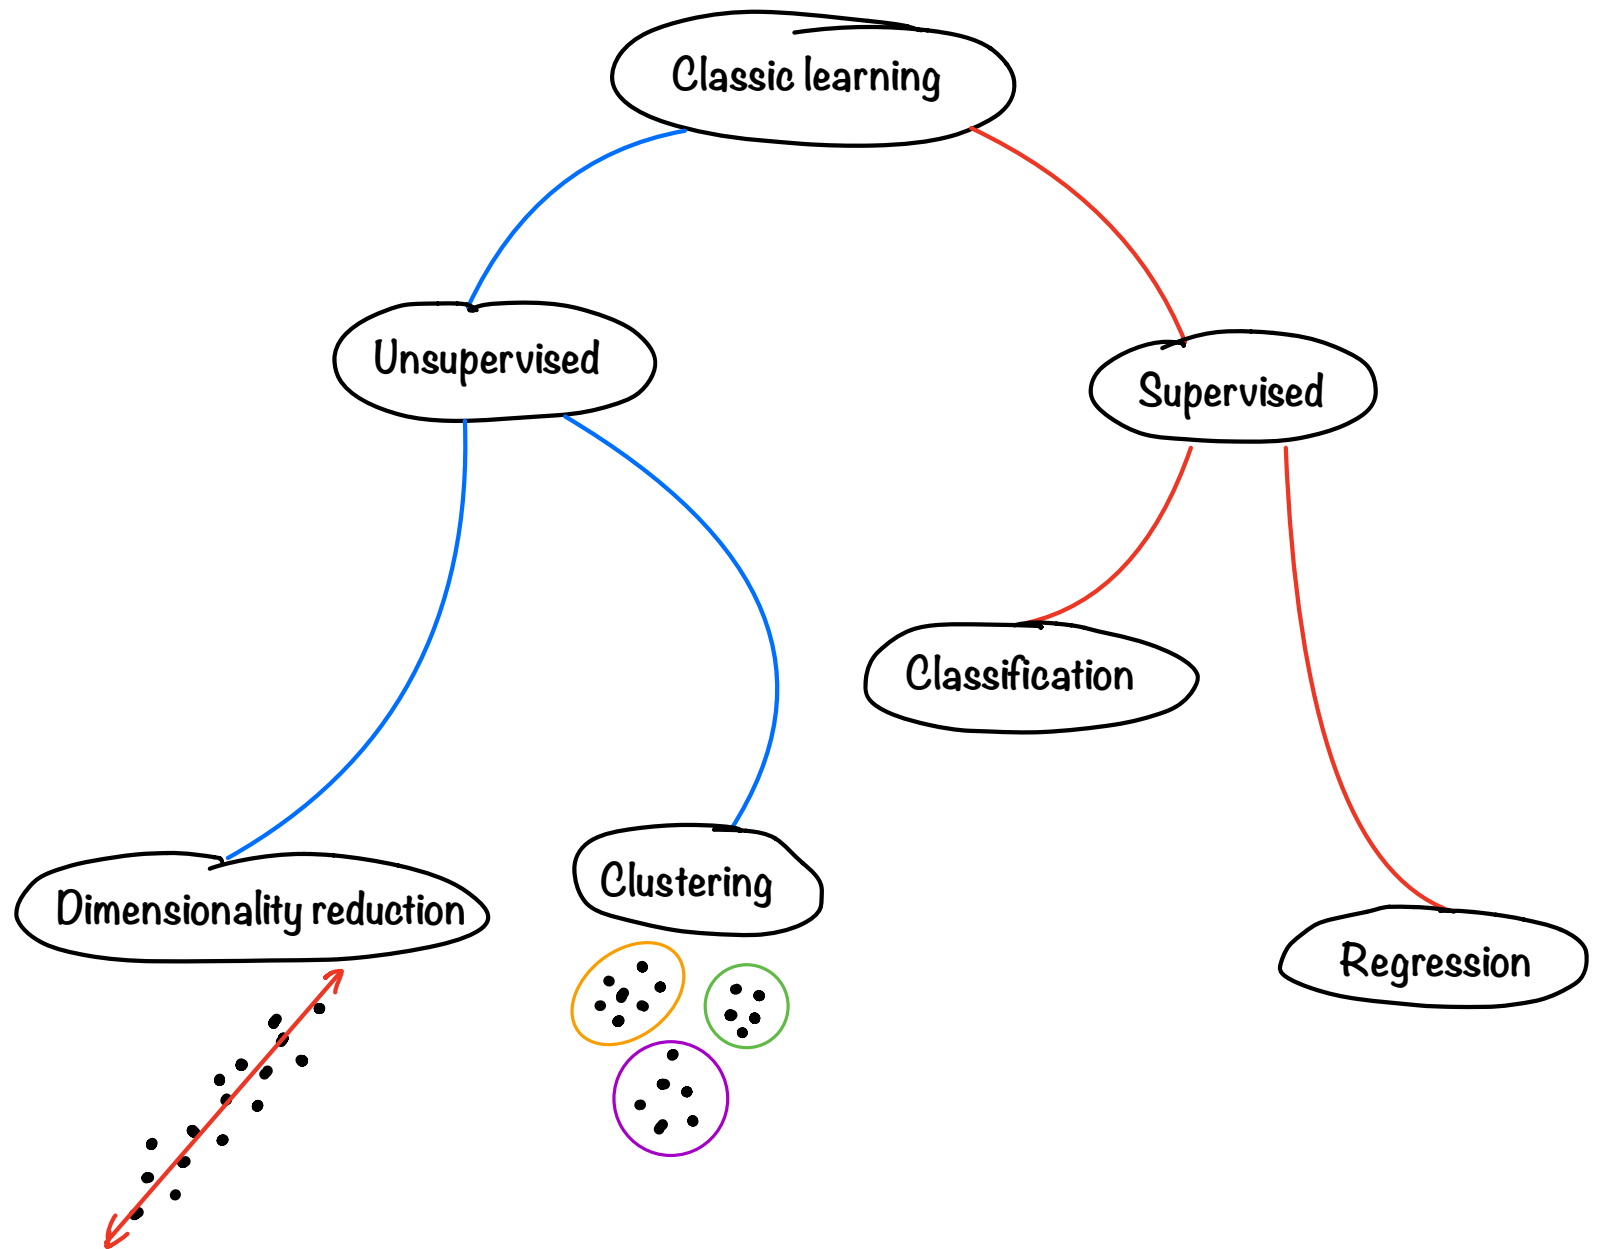 Classic learning
Unsupervised
Supervised
Classification
Clustering
Dimensionality reduction
Regression